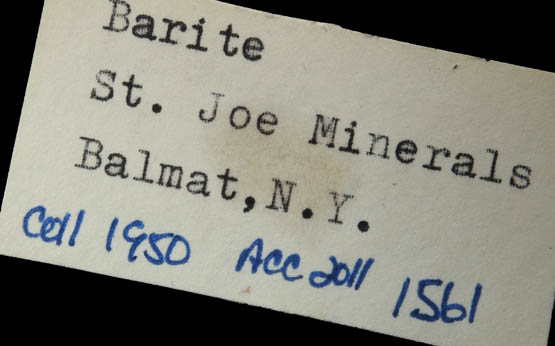 Barite
St. Joe Minerals
Balmat, N.Y.
Coll 1950 Acc 2011 1561